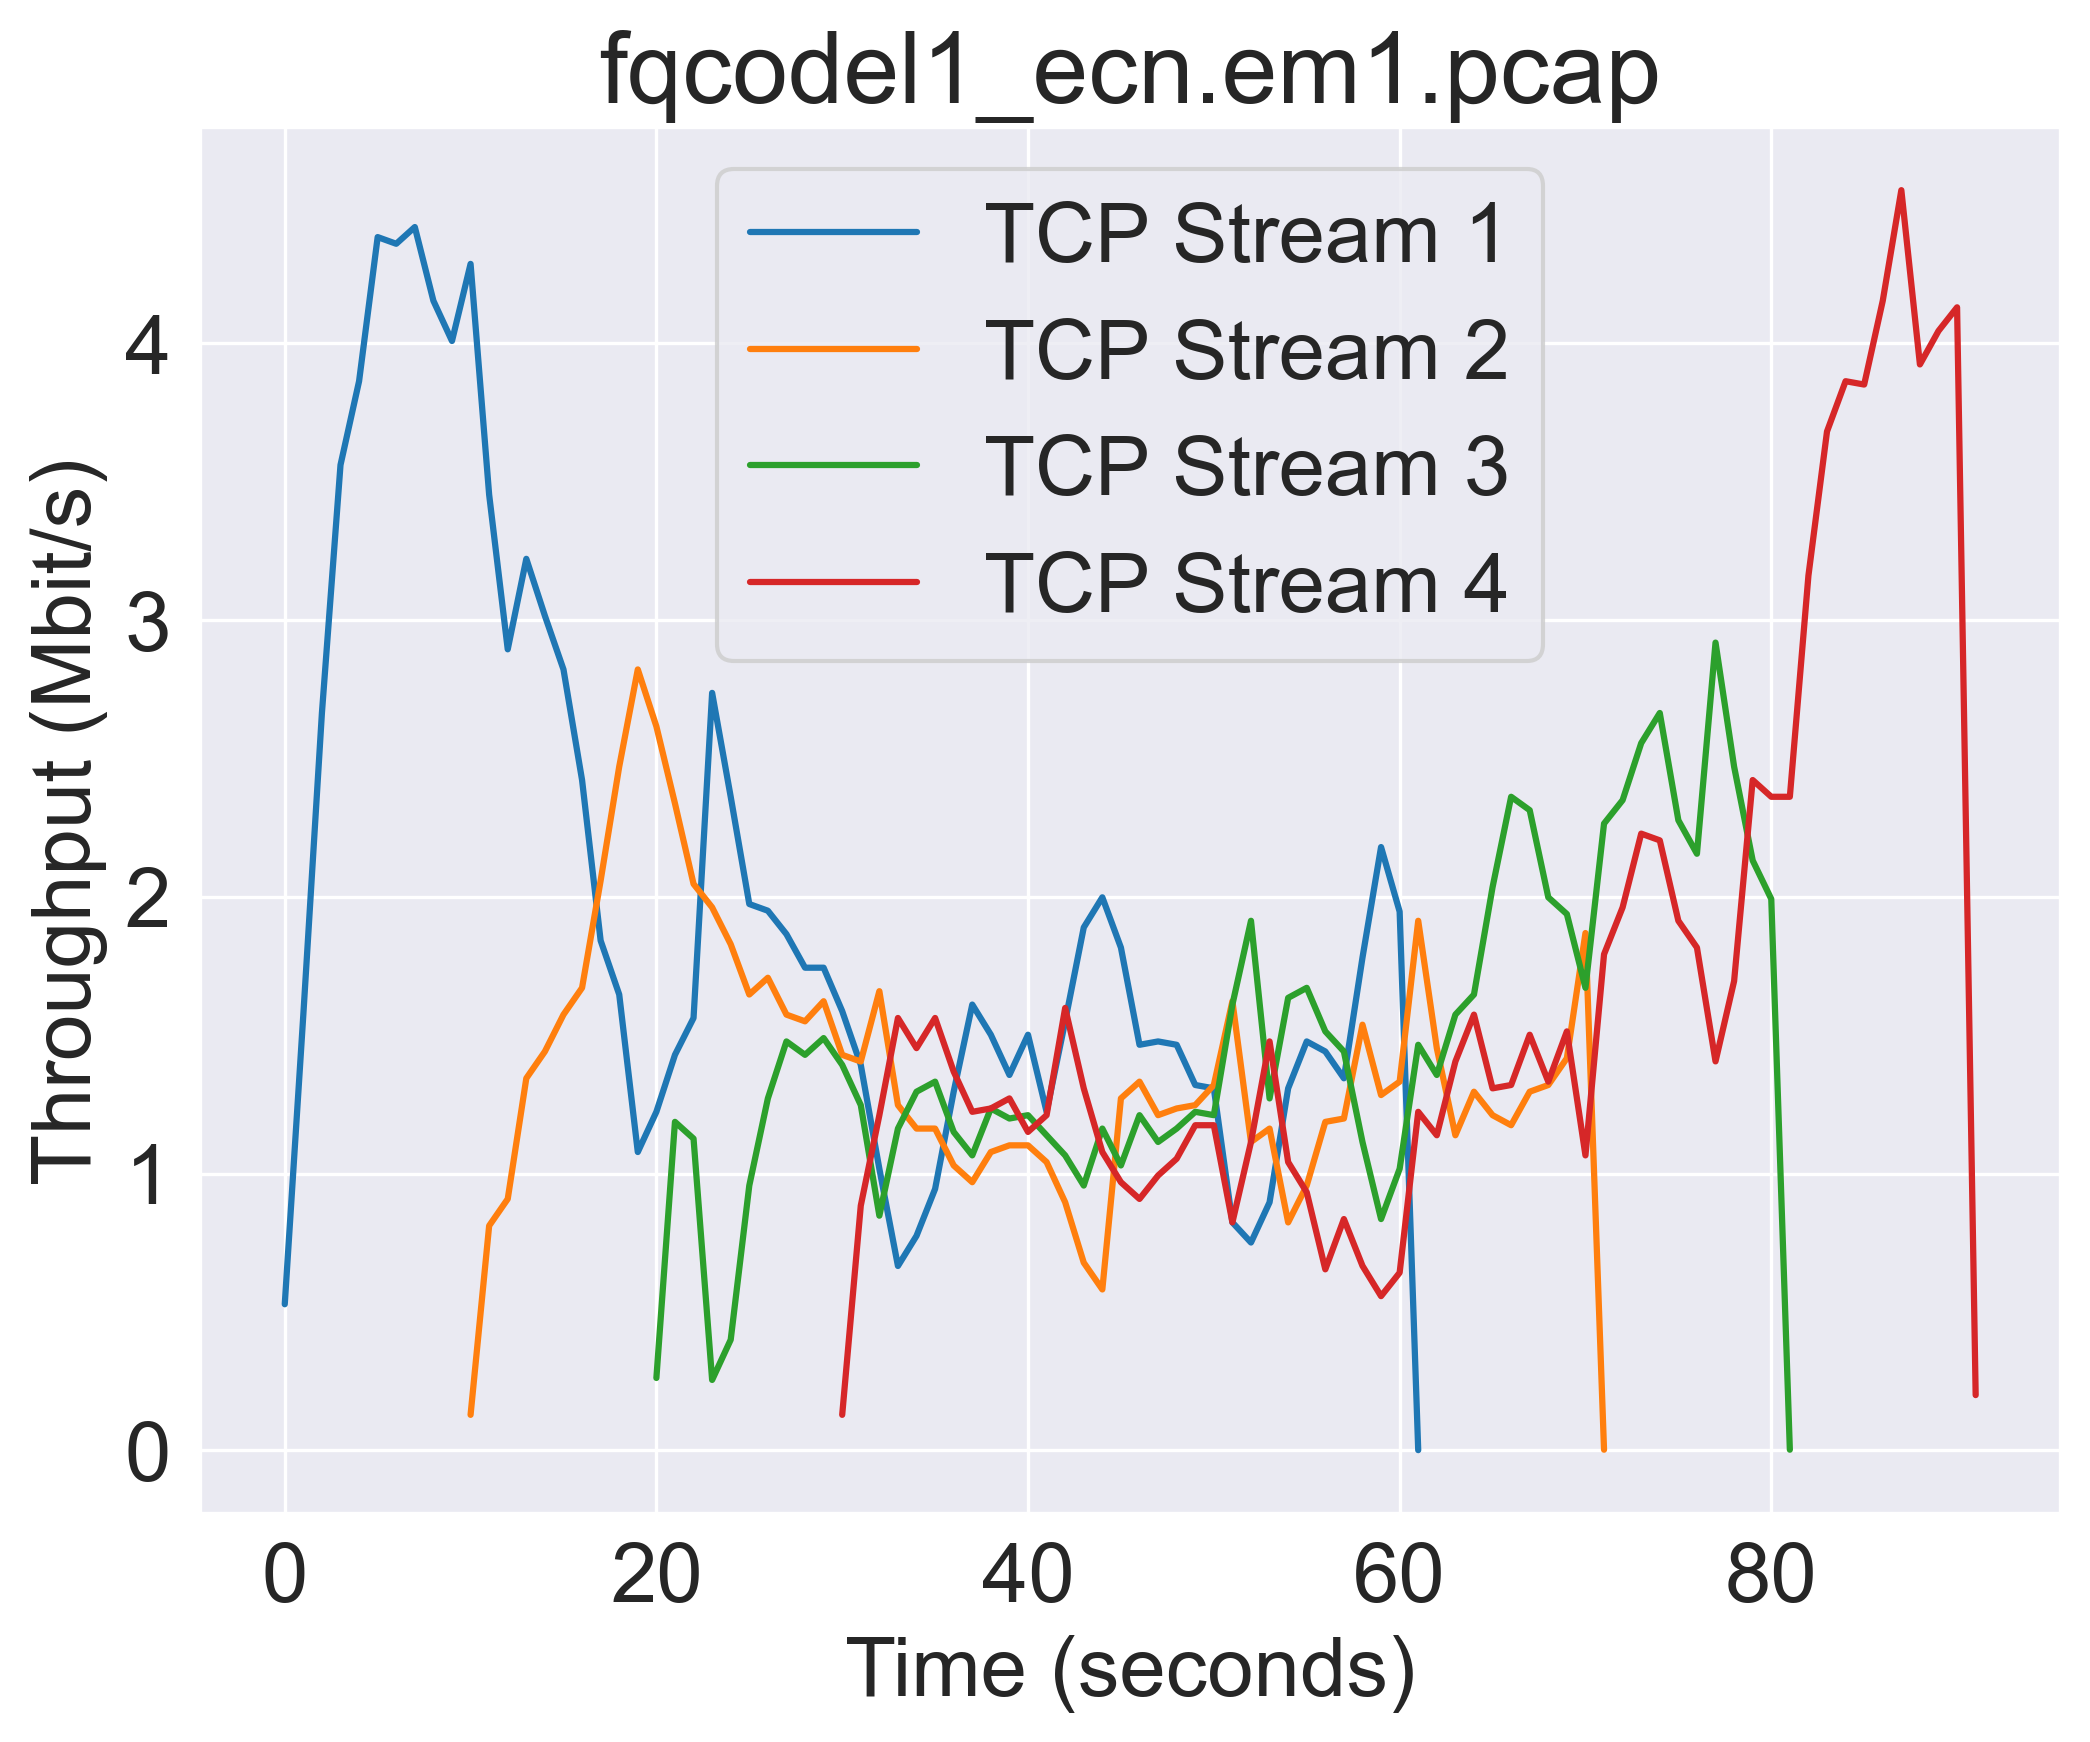 fqcodel1_ecn.em1.pcap
TCP Stream 1
TCP Stream 2
TCP Stream 3
TCP Stream 4
Throughput (Mbit/s)
4
3
2
1
0
0 20 40 60 80
Time (seconds)